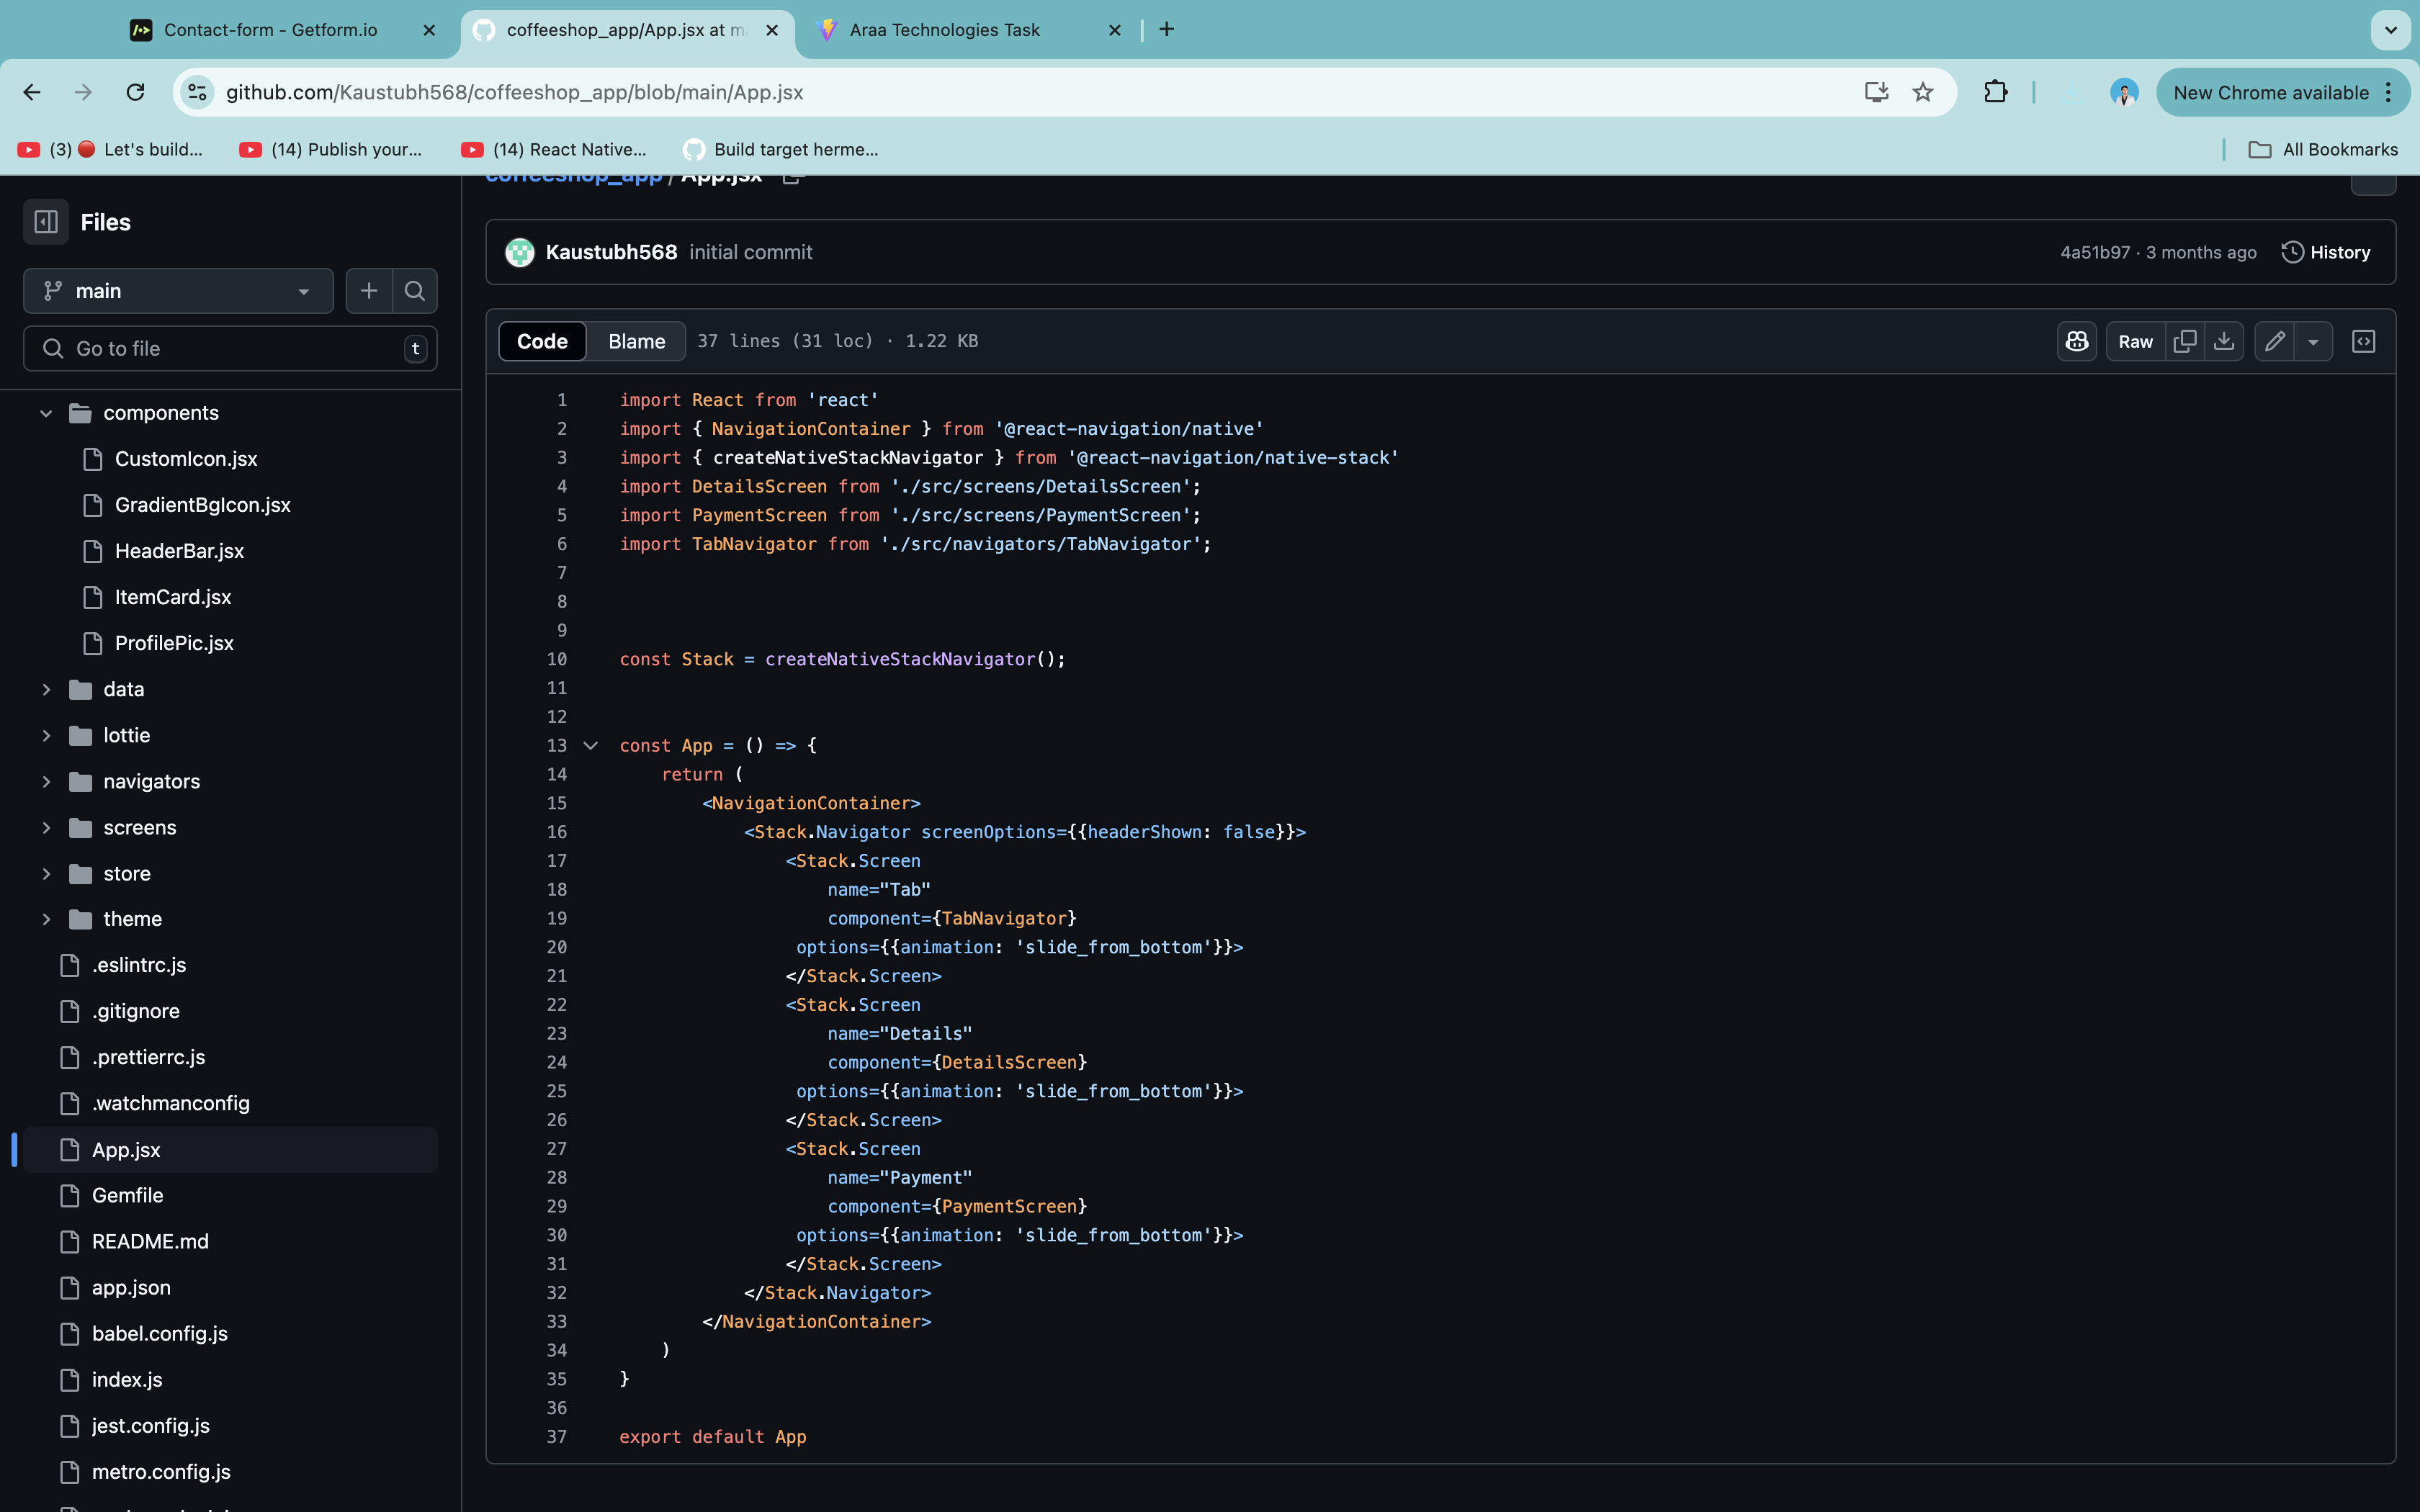 Contact-form - Getform.io
coffeeshop_app/App.jsx at m
Araa Technologies Task
github.com/Kaustubh568/coffeeshop_app/blob/main/App.jsx
New Chrome available
(3) Let's build...
(14) Publish your...
(14) React Native...
Build target herme...
All Bookmarks
coffeeshop_app / App.jsx
Files
main
Go to file
t
components
CustomIcon.jsx
GradientBgIcon.jsx
HeaderBar.jsx
ItemCard.jsx
ProfilePic.jsx
data
lottie
navigators
screens
store
theme
.eslintrc.js
.gitignore
.prettierrc.js
.watchmanconfig
App.jsx
Gemfile
README.md
app.json
babel.config.js
index.js
jest.config.js
metro.config.js
Kaustubh568 initial commit
4a51b97 · 3 months ago
History
Code Blame 37 lines (31 loc) · 1.22 KB
Raw
1 import React from 'react'
2 import { NavigationContainer } from '@react-navigation/native'
3 import { createNativeStackNavigator } from '@react-navigation/native-stack'
4 import DetailsScreen from './src/screens/DetailsScreen';
5 import PaymentScreen from './src/screens/PaymentScreen';
6 import TabNavigator from './src/navigators/TabNavigator';
7
8
9
10 const Stack = createNativeStackNavigator();
11
12
13 const App = () => {
14 return (
15 <NavigationContainer>
16 <Stack.Navigator screenOptions={{headerShown: false}}>
17 <Stack.Screen
18 name="Tab"
19 component={TabNavigator}
20 options={{animation: 'slide_from_bottom'}}>
21 </Stack.Screen>
22 <Stack.Screen
23 name="Details"
24 component={DetailsScreen}
25 options={{animation: 'slide_from_bottom'}}>
26 </Stack.Screen>
27 <Stack.Screen
28 name="Payment"
29 component={PaymentScreen}
30 options={{animation: 'slide_from_bottom'}}>
31 </Stack.Screen>
32 </Stack.Navigator>
33 </NavigationContainer>
34 )
35 }
36
37 export default App